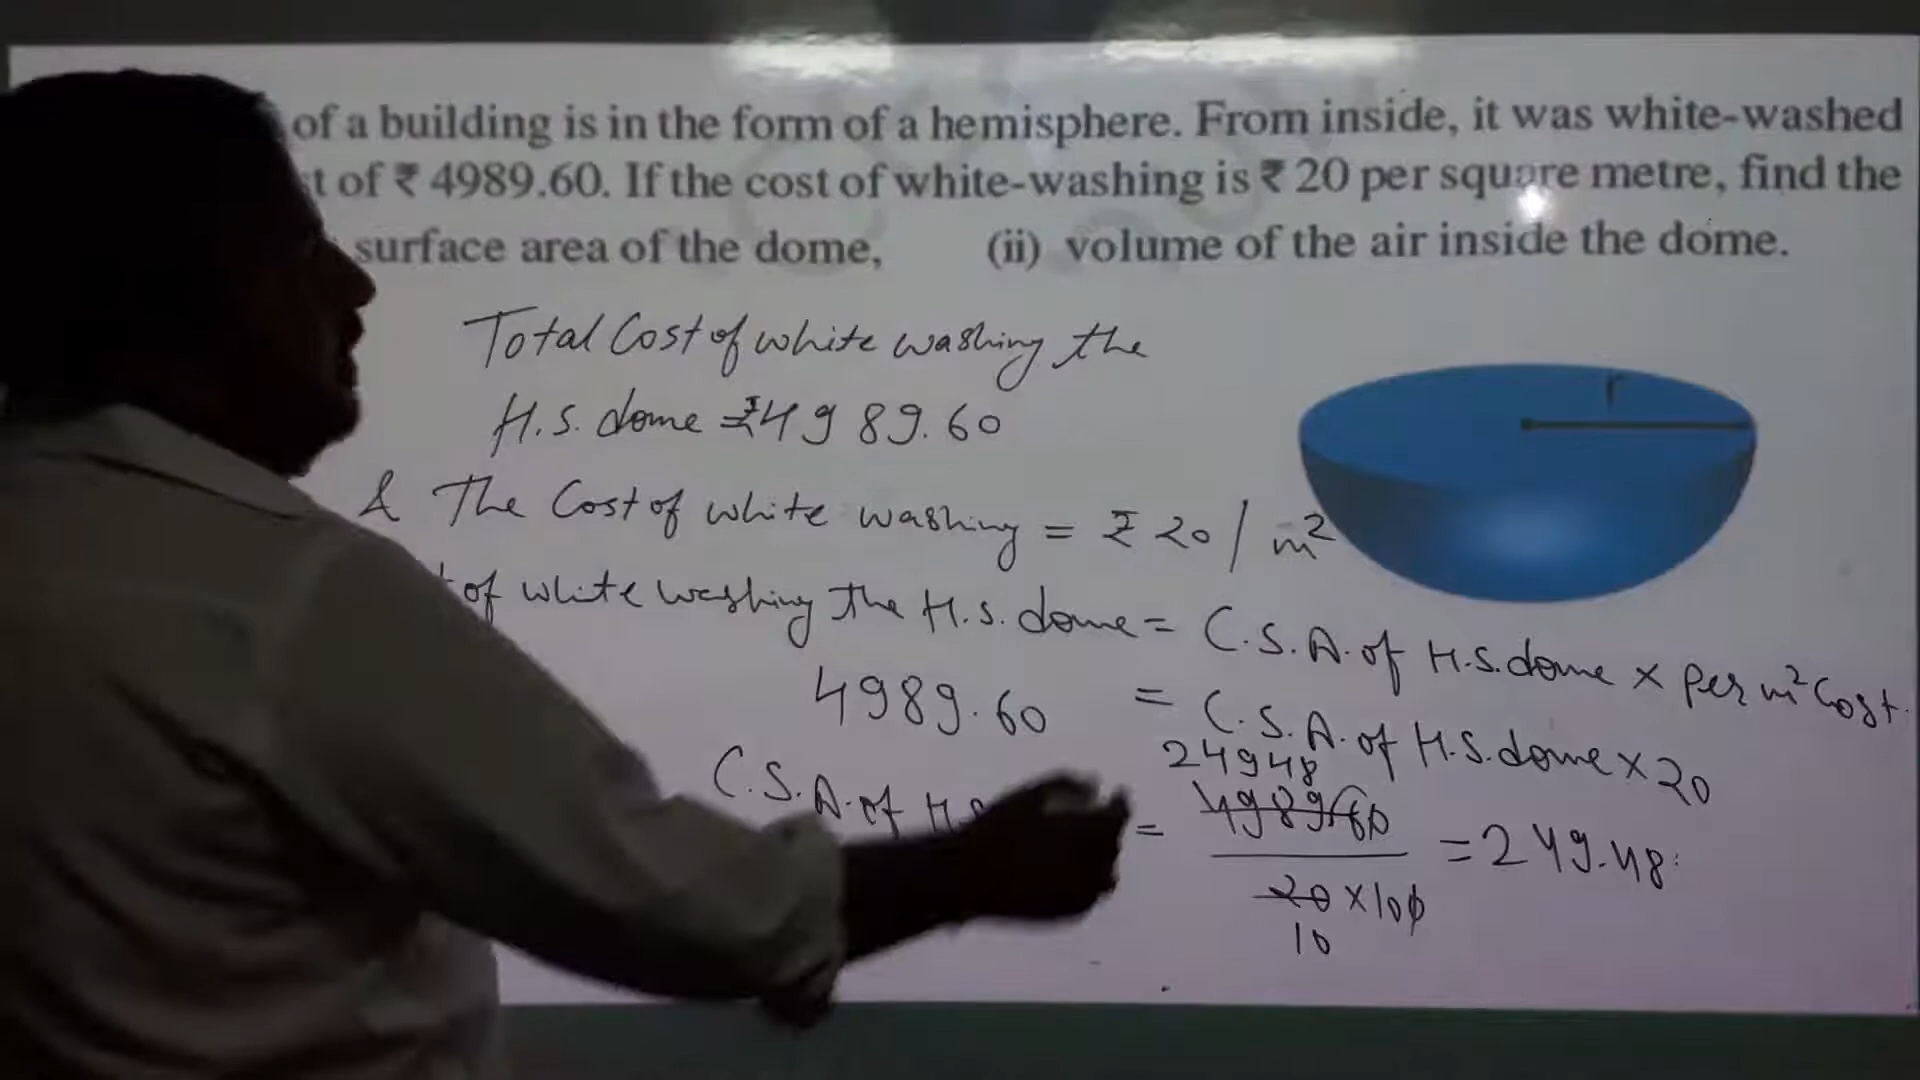 of a building is in the form of a hemisphere. From inside, it was white-washed
t of ₹ 4989.60. If the cost of white-washing is ₹ 20 per square metre, find the
surface area of the dome, (ii) volume of the air inside the dome.
Total Cost of white washing the
H.S. dome ₹4989.60
r
& The Cost of white washing = ₹ 20 / m²
of white washing the H.S. dome = C.S.A. of H.S. dome × per m² Cost.
4989.60 = C.S.A. of H.S. dome × 20
24948
C.S.A. of H.S = 498960 = 249.48
20 × 100
10